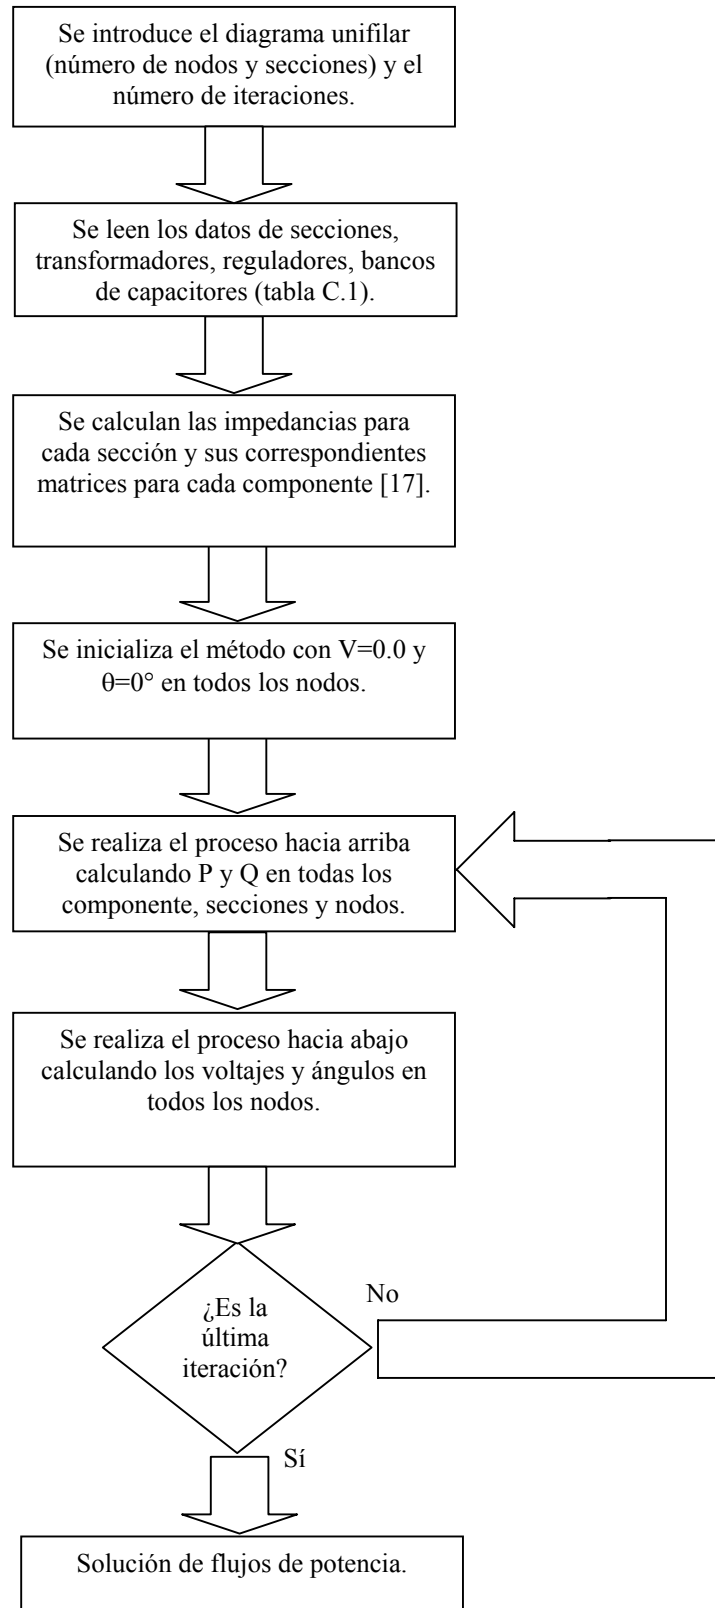 Se introduce el diagrama unifilar
(número de nodos y secciones) y el
número de iteraciones.
Se leen los datos de secciones,
transformadores, reguladores, bancos
de capacitores (tabla C.1).
Se calculan las impedancias para
cada sección y sus correspondientes
matrices para cada componente [17].
Se inicializa el método con V=0.0 y
θ=0° en todos los nodos.
Se realiza el proceso hacia arriba
calculando P y Q en todas los
componente, secciones y nodos.
Se realiza el proceso hacia abajo
calculando los voltajes y ángulos en
todos los nodos.
¿Es la
última
iteración?
No
Sí
Solución de flujos de potencia.